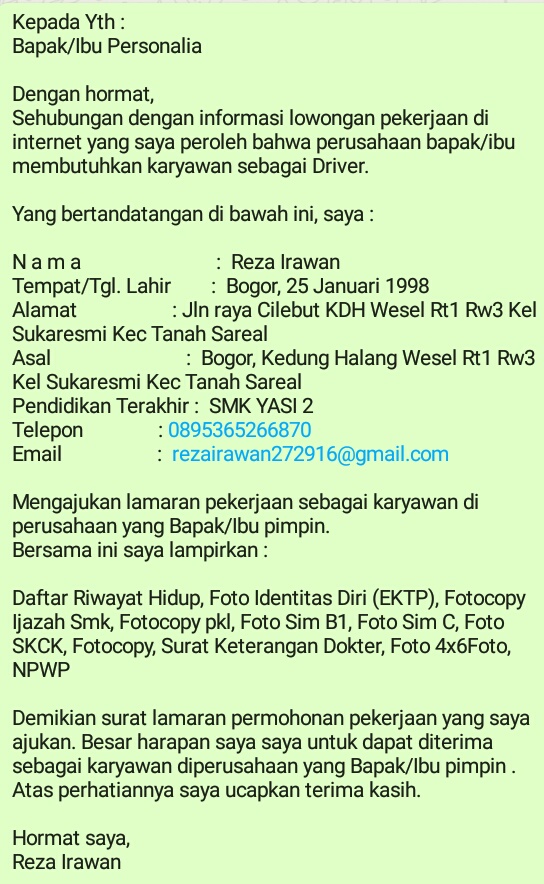 Kepada Yth :
Bapak/Ibu Personalia
Dengan hormat,
Sehubungan dengan informasi lowongan pekerjaan di
internet yang saya peroleh bahwa perusahaan bapak/ibu
membutuhkan karyawan sebagai Driver.
Yang bertandatangan di bawah ini, saya :
N a m a : Reza Irawan
Tempat/Tgl. Lahir : Bogor, 25 Januari 1998
Alamat : Jln raya Cilebut KDH Wesel Rt1 Rw3 Kel
Sukaresmi Kec Tanah Sareal
Asal : Bogor, Kedung Halang Wesel Rt1 Rw3
Kel Sukaresmi Kec Tanah Sareal
Pendidikan Terakhir : SMK YASI 2
Telepon : 0895365266870
Email : rezairawan272916@gmail.com
Mengajukan lamaran pekerjaan sebagai karyawan di
perusahaan yang Bapak/Ibu pimpin.
Bersama ini saya lampirkan :
Daftar Riwayat Hidup, Foto Identitas Diri (EKTP), Fotocopy
Ijazah Smk, Fotocopy pkl, Foto Sim B1, Foto Sim C, Foto
SKCK, Fotocopy, Surat Keterangan Dokter, Foto 4x6Foto,
NPWP
Demikian surat lamaran permohonan pekerjaan yang saya
ajukan. Besar harapan saya saya untuk dapat diterima
sebagai karyawan diperusahaan yang Bapak/Ibu pimpin .
Atas perhatiannya saya ucapkan terima kasih.
Hormat saya,
Reza Irawan